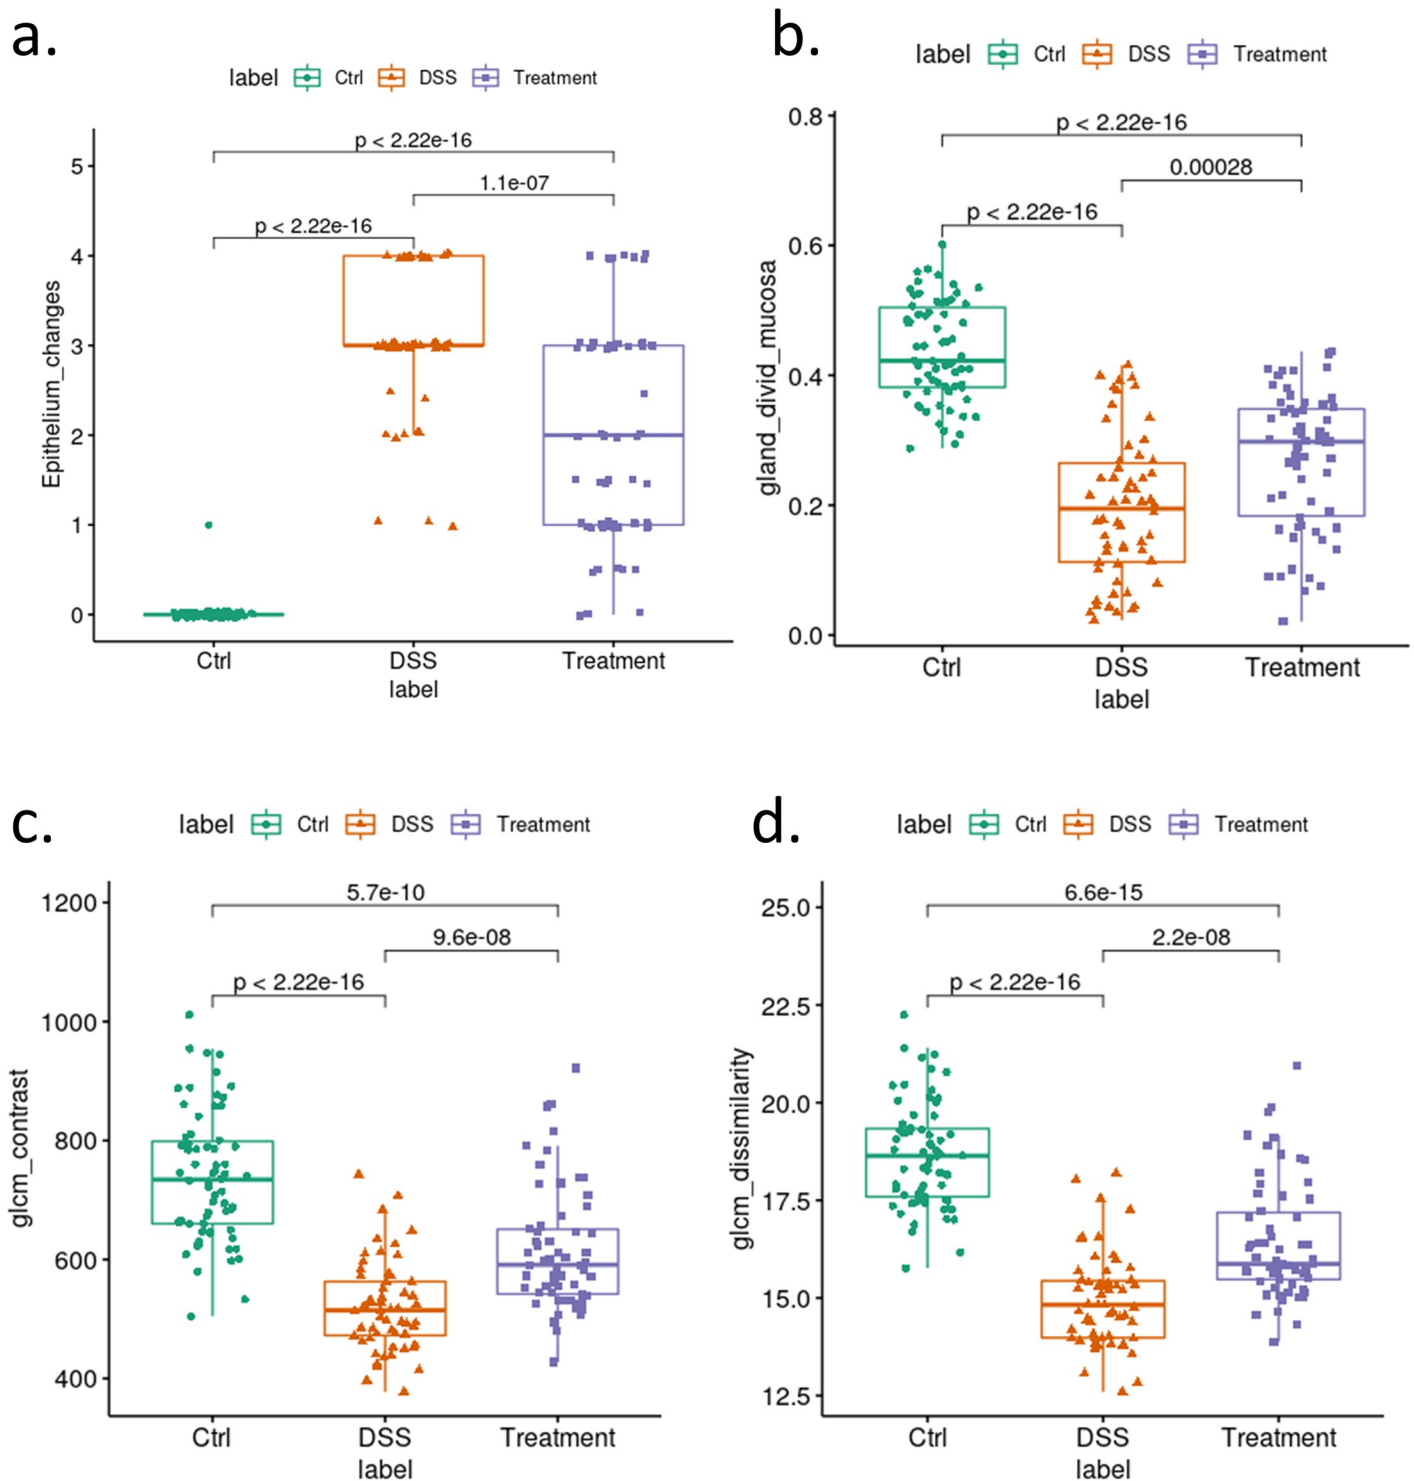 a.
label Ctrl DSS Treatment
p < 2.22e-16
1.1e-07
p < 2.22e-16
Epithelium_changes
5
4
3
2
1
0
Ctrl DSS Treatment
label
b.
label Ctrl DSS Treatment
p < 2.22e-16
0.00028
p < 2.22e-16
gland_divid_mucosa
0.8
0.6
0.4
0.2
0.0
Ctrl DSS Treatment
label
c.
label Ctrl DSS Treatment
5.7e-10
9.6e-08
p < 2.22e-16
glcm_contrast
1200
1000
800
600
400
Ctrl DSS Treatment
label
d.
label Ctrl DSS Treatment
6.6e-15
2.2e-08
p < 2.22e-16
glcm_dissimilarity
25.0
22.5
20.0
17.5
15.0
12.5
Ctrl DSS Treatment
label